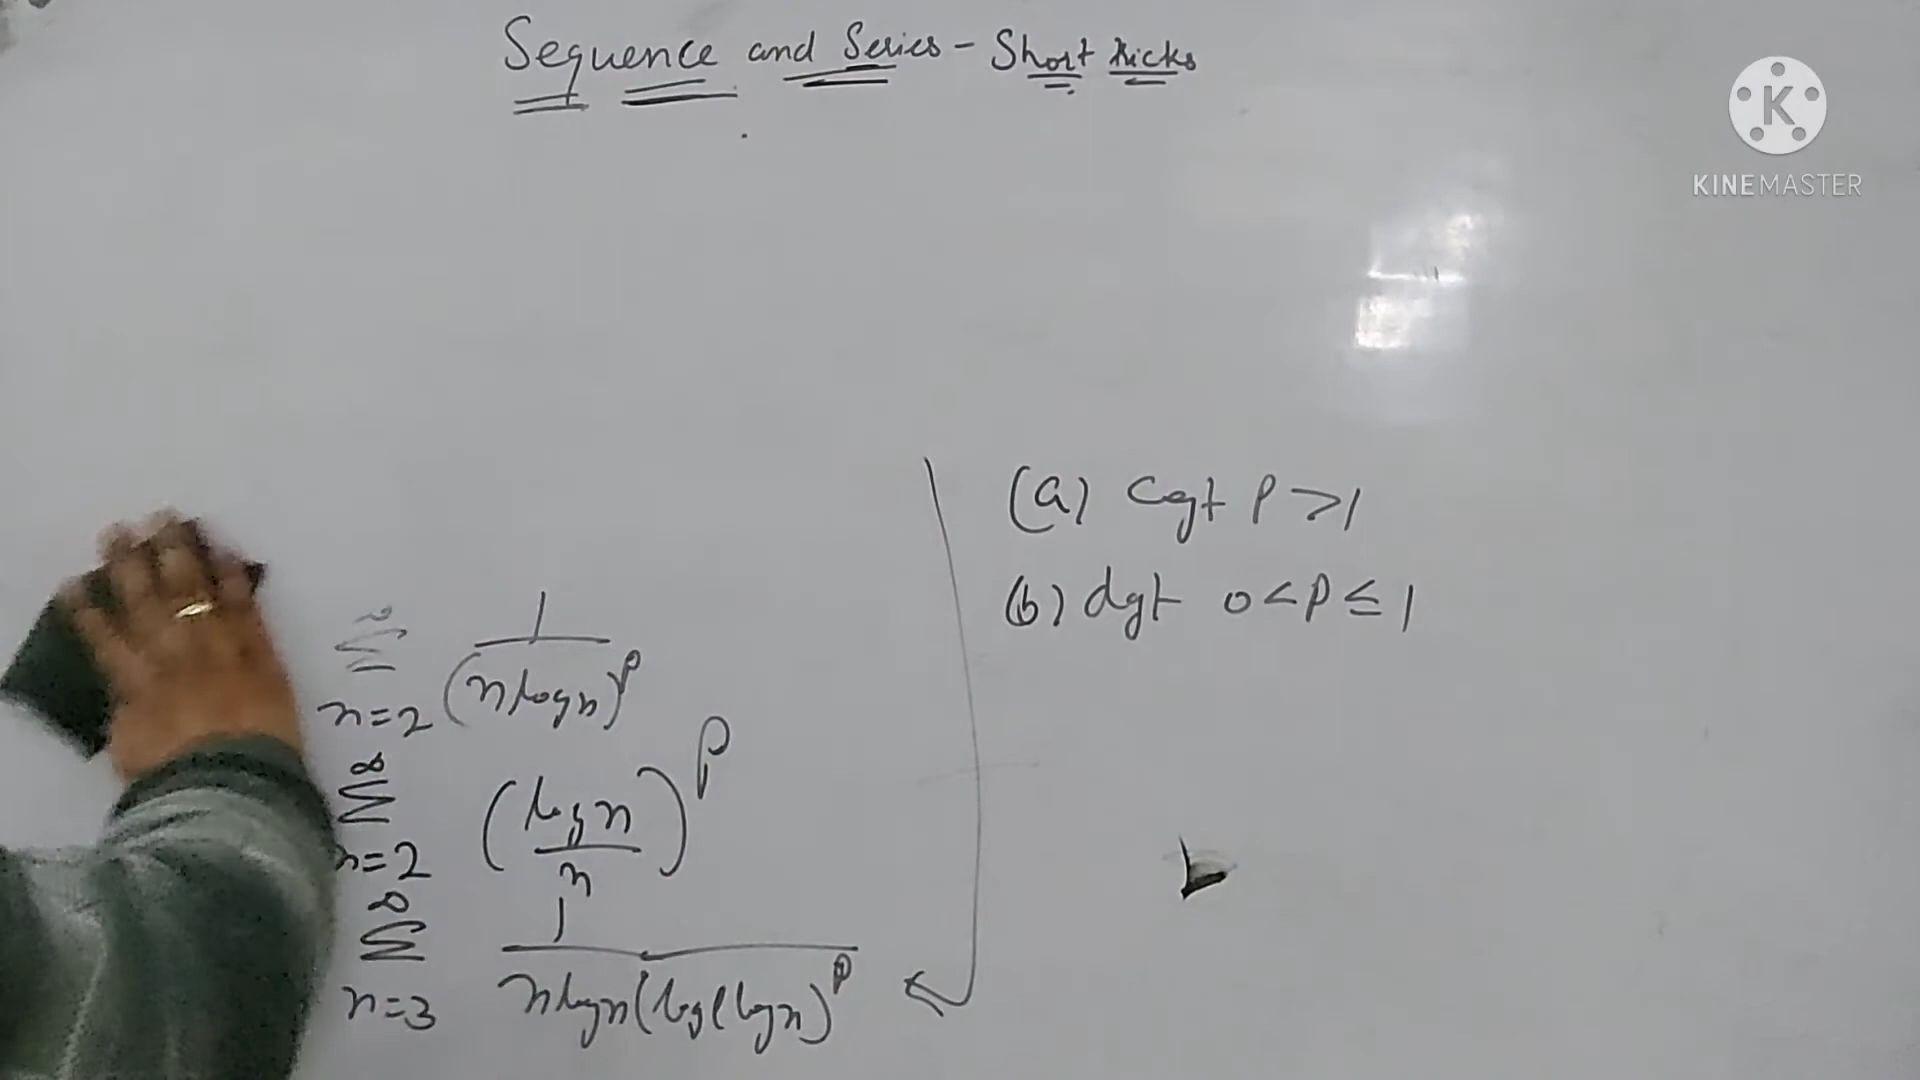 Sequence and Series - Short tricks
KINEMASTER
∞
Σ 1/(n log n)^p
n=2
∞
Σ (log n / n)^p
n=2
∞
Σ 1/(n log n (log(log n)^p
n=3
(a) Cgt P > 1
(b) dgt 0 < P ≤ 1